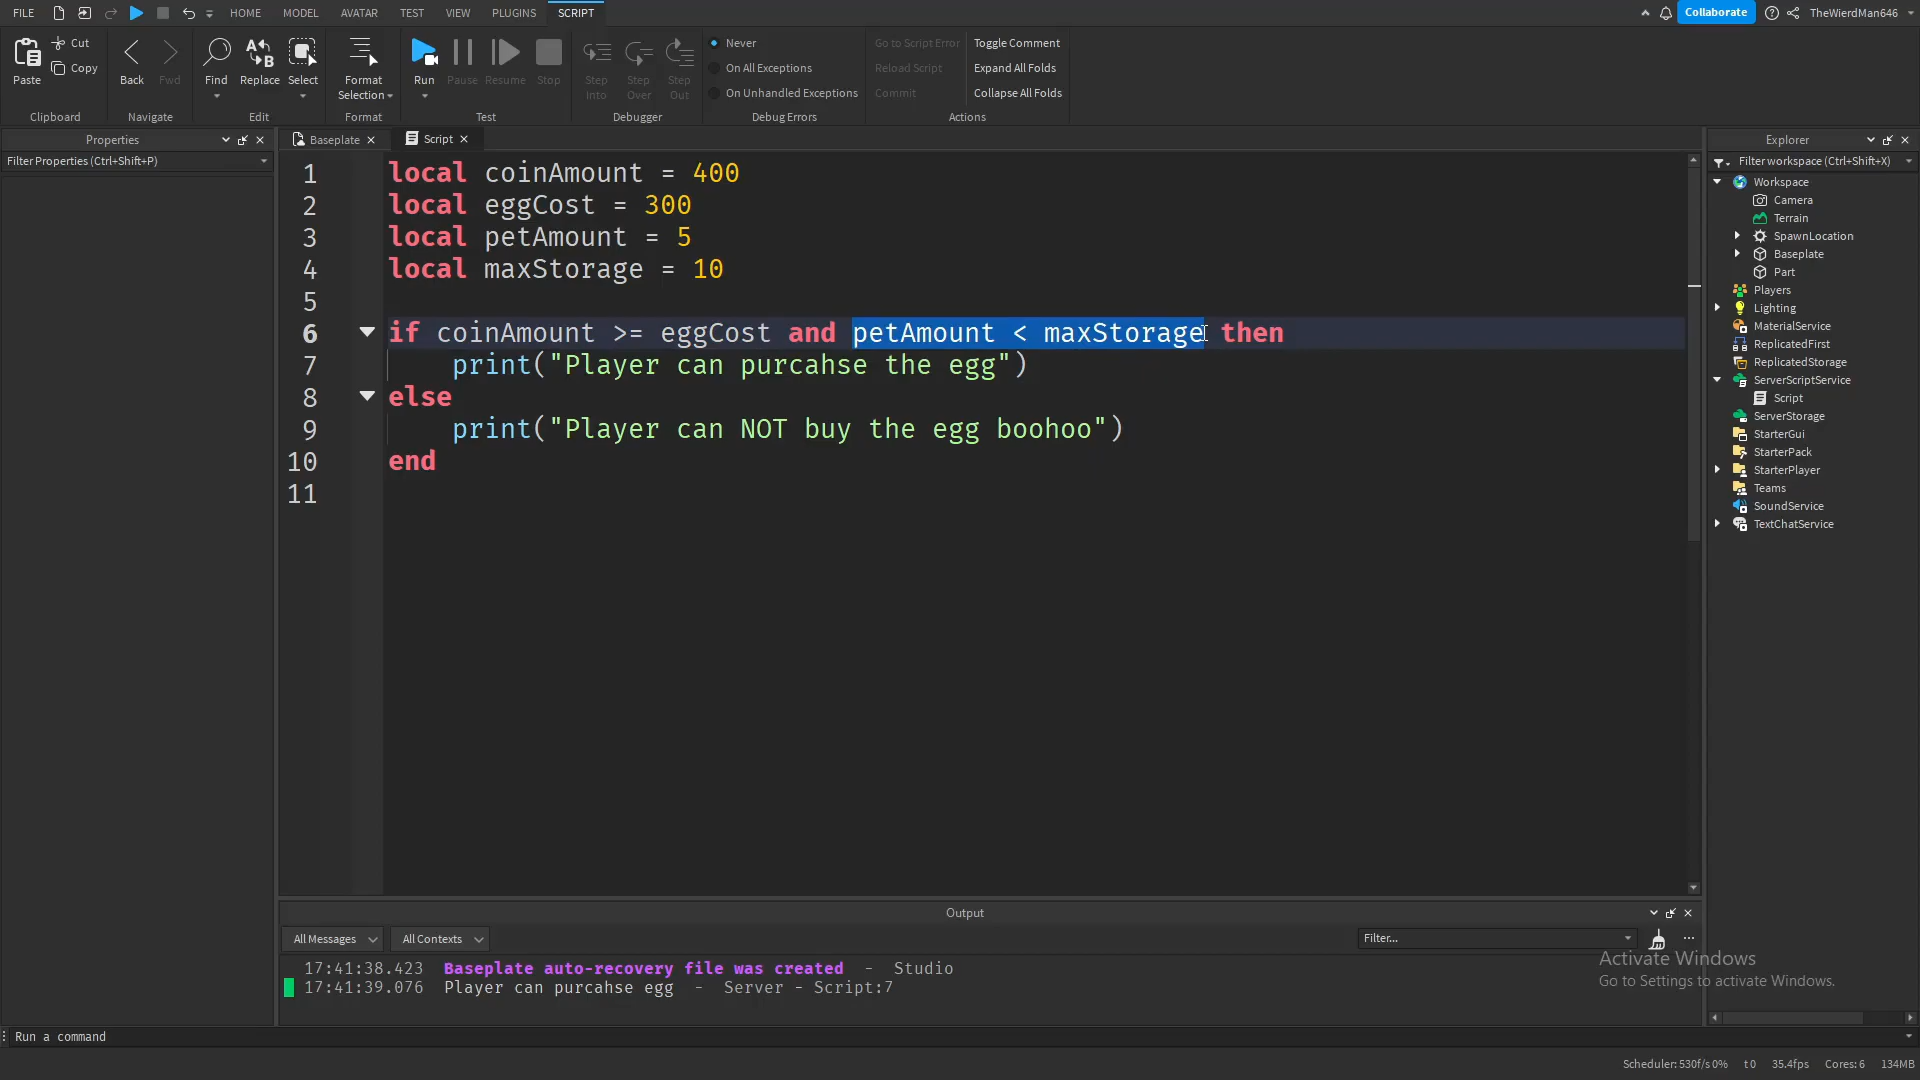 FILE HOME MODEL AVATAR TEST VIEW PLUGINS SCRIPT Collaborate TheWierdMan646
Paste Cut Copy Back Fwd Find Replace Select Format Selection Run Pause Resume Stop Step Into Step Over Step Out Never On All Exceptions On Unhandled Exceptions Go to Script Error Reload Script Commit Toggle Comment Expand All Folds Collapse All Folds
Clipboard Navigate Edit Format Test Debugger Debug Errors Actions
Properties
Filter Properties (Ctrl+Shift+P)
Baseplate Script
1 local coinAmount = 400
2 local eggCost = 300
3 local petAmount = 5
4 local maxStorage = 10
5
6 if coinAmount >= eggCost and petAmount < maxStorage then
7 print("Player can purcahse the egg")
8 else
9 print("Player can NOT buy the egg boohoo")
10 end
11
Explorer
Filter workspace (Ctrl+Shift+X)
Workspace
Camera
Terrain
SpawnLocation
Baseplate
Part
Players
Lighting
MaterialService
ReplicatedFirst
ReplicatedStorage
ServerScriptService
Script
ServerStorage
StarterGui
StarterPack
StarterPlayer
Teams
SoundService
TextChatService
Output
All Messages All Contexts Filter...
17:41:38.423 Baseplate auto-recovery file was created - Studio
17:41:39.076 Player can purcahse egg - Server - Script:7
Activate Windows
Go to Settings to activate Windows.
Run a command
Scheduler: 530f/s 0% t 0 35.4fps Cores: 6 134MB